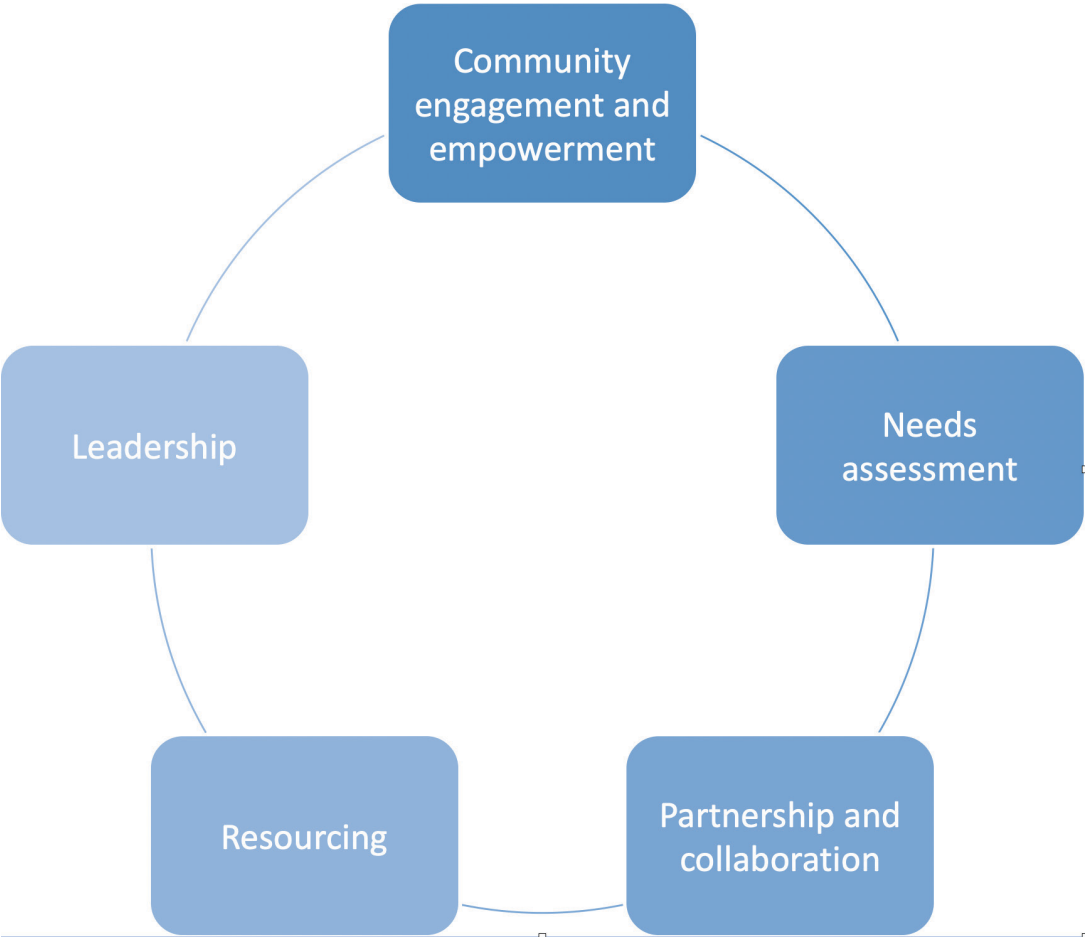 Community
engagement and
empowerment
Needs
assessment
Partnership and
collaboration
Resourcing
Leadership